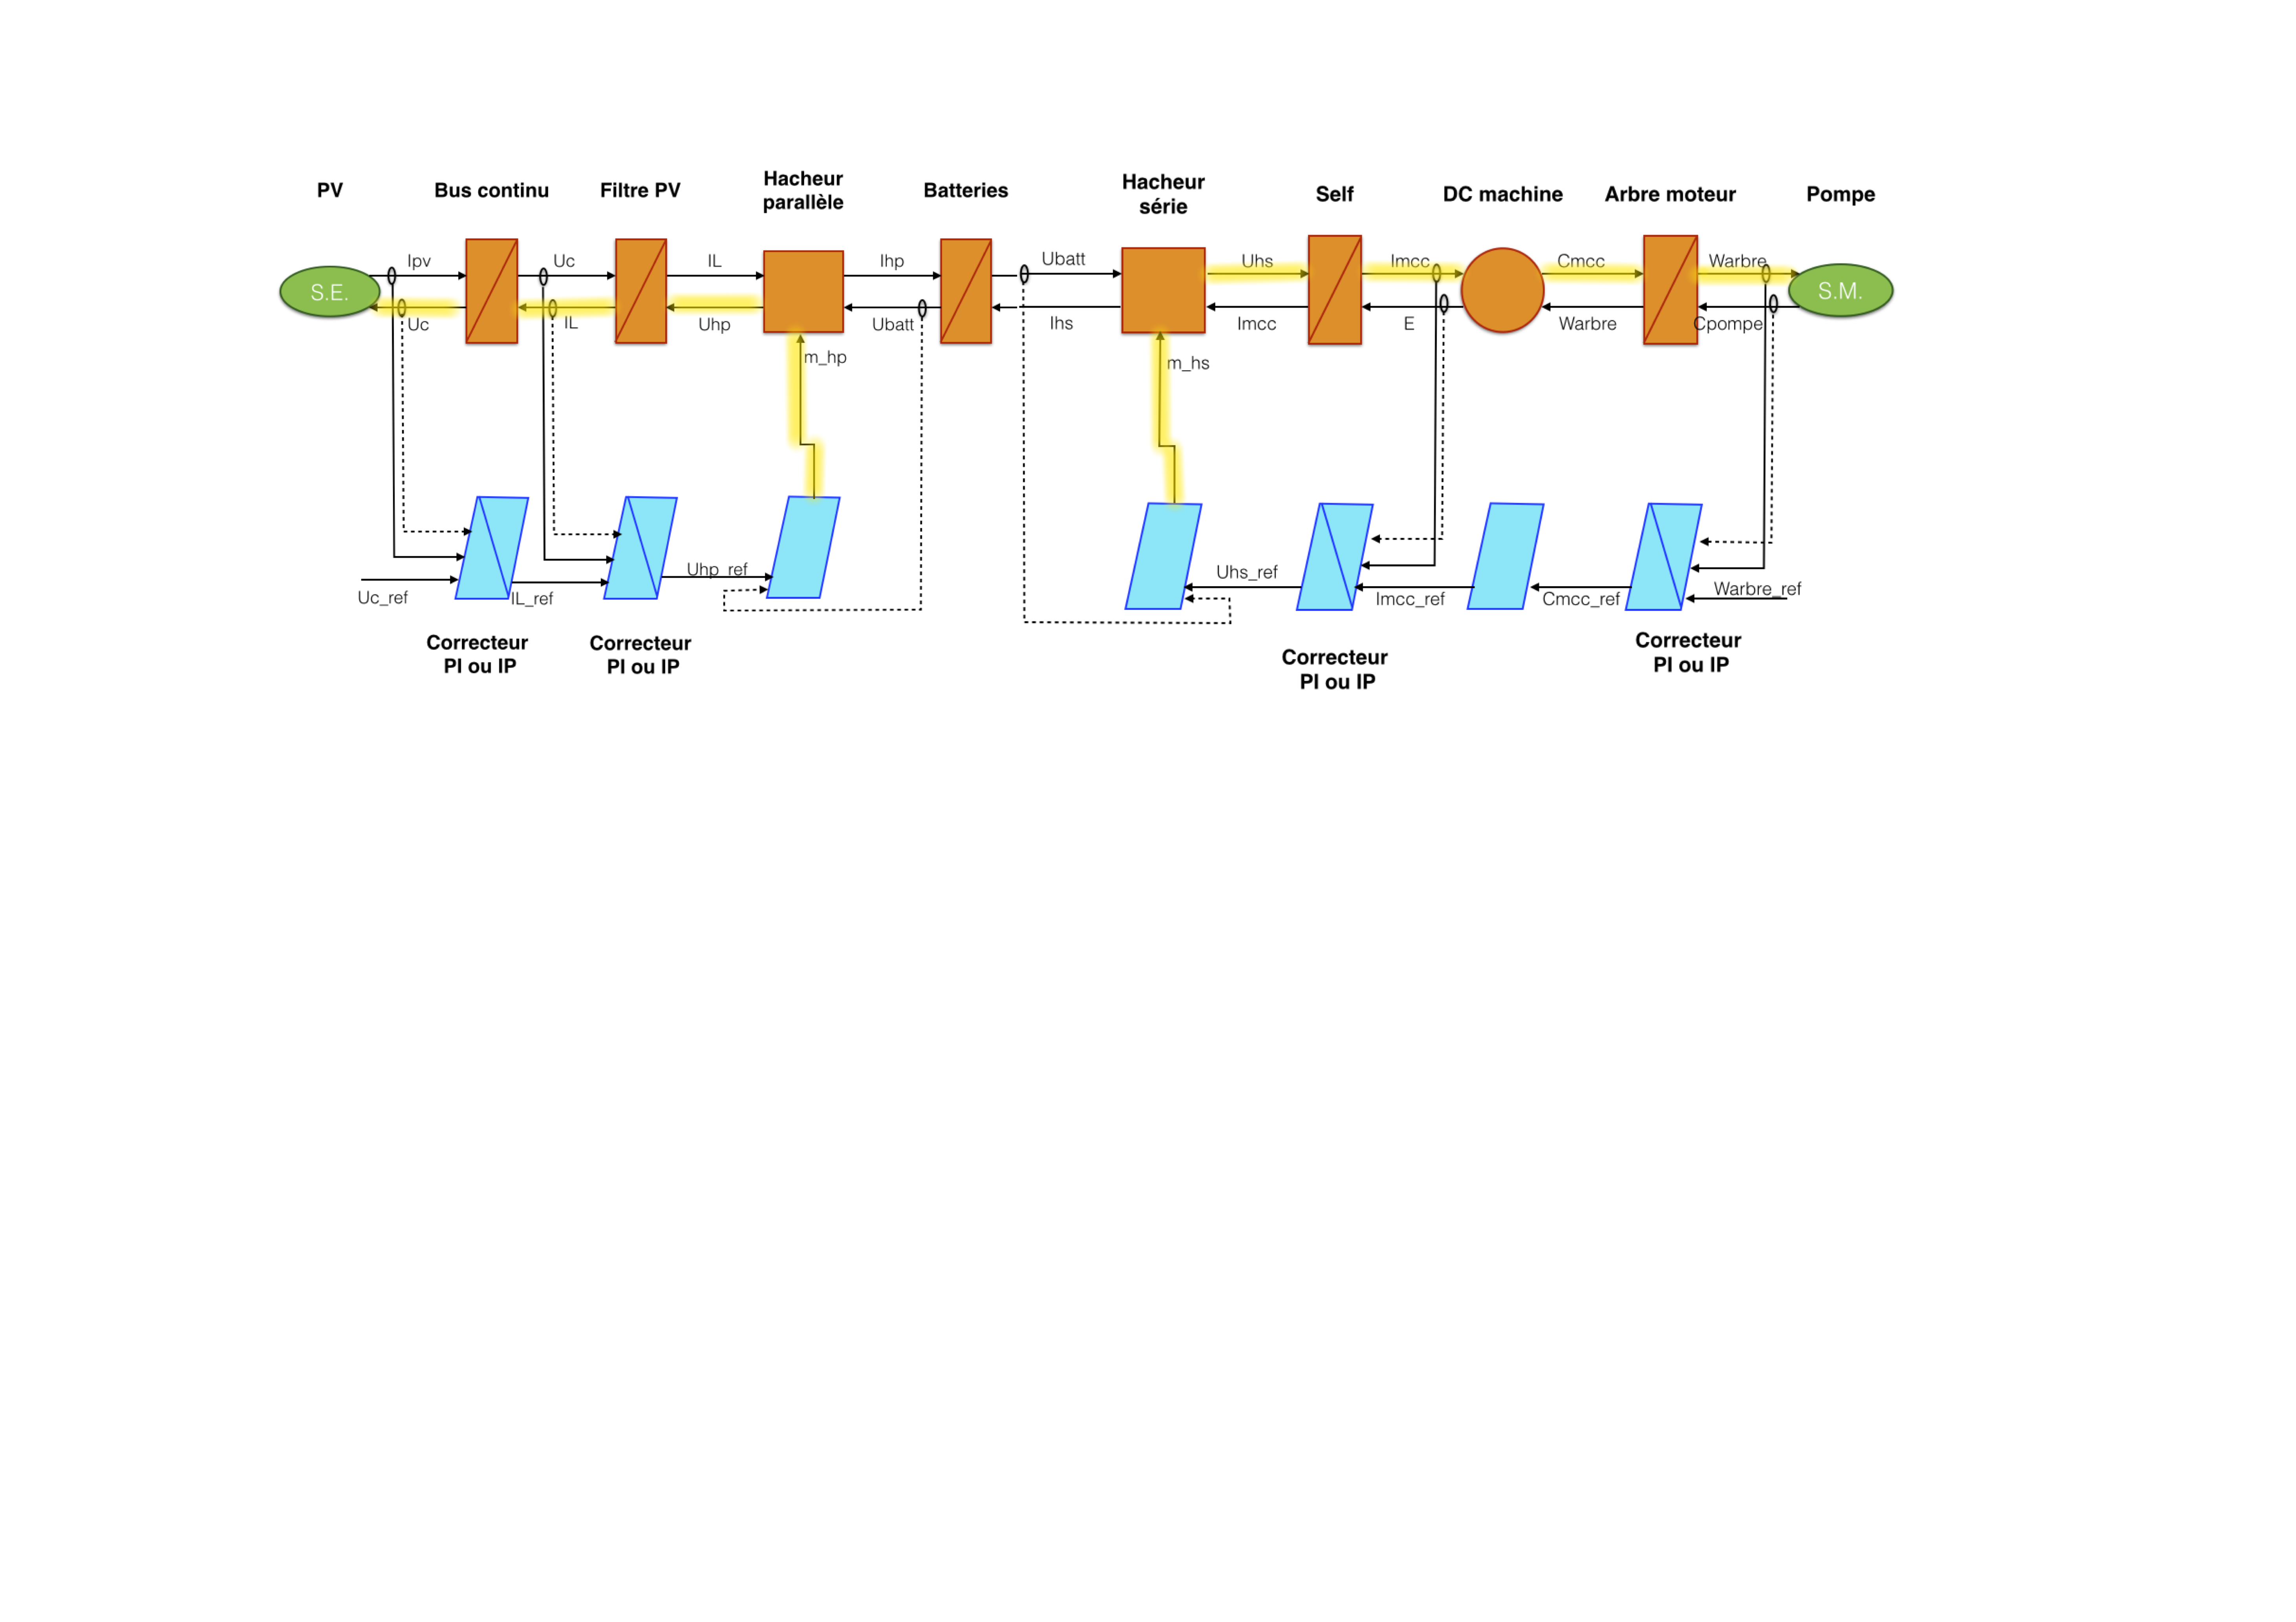 PV
Bus continu
Filtre PV
Hacheur
parallèle
Batteries
Hacheur
série
Self
DC machine
Arbre moteur
Pompe
S.E.
Ipv
Uc
Uc
IL
IL
Uhp
Ihp
Ubatt
Ubatt
Ihs
Uhs
Imcc
Imcc
E
Cmcc
Warbre
Warbre
Cpompe
S.M.
m_hp
m_hs
Uc_ref
IL_ref
Uhp_ref
Uhs_ref
Imcc_ref
Cmcc_ref
Warbre_ref
Correcteur
PI ou IP
Correcteur
PI ou IP
Correcteur
PI ou IP
Correcteur
PI ou IP